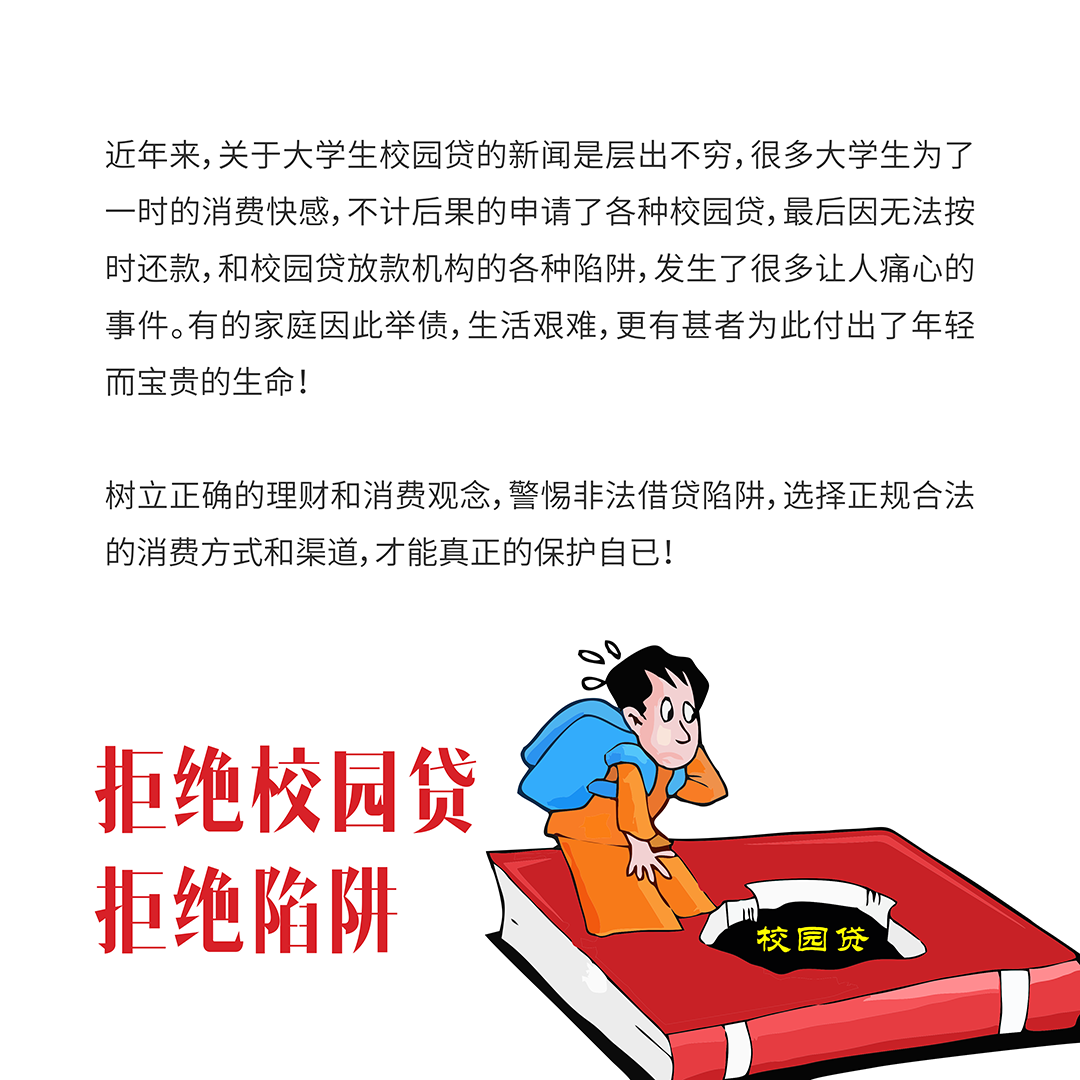 近年来，关于大学生校园贷的新闻是层出不穷，很多大学生为了
一时的消费快感，不计后果的申请了各种校园贷，最后因无法按
时还款，和校园贷放款机构的各种陷阱，发生了很多让人痛心的
事件。有的家庭因此举债，生活艰难，更有甚者为此付出了年轻
而宝贵的生命！
树立正确的理财和消费观念，警惕非法借贷陷阱，选择正规合法
的消费方式和渠道，才能真正的保护自已！
拒绝校园贷
拒绝陷阱
校园贷